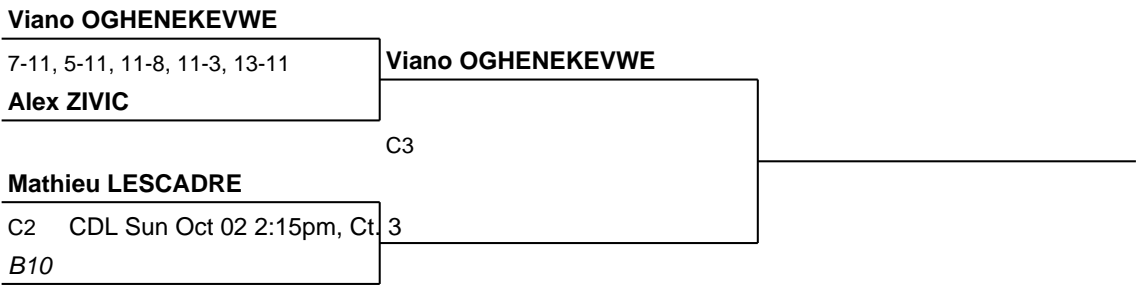 Viano OGHENEKEVWE
7-11, 5-11, 11-8, 11-3, 13-11
Viano OGHENEKEVWE
Alex ZIVIC
C3
Mathieu LESCADRE
C2 CDL Sun Oct 02 2:15pm, Ct. 3
B10